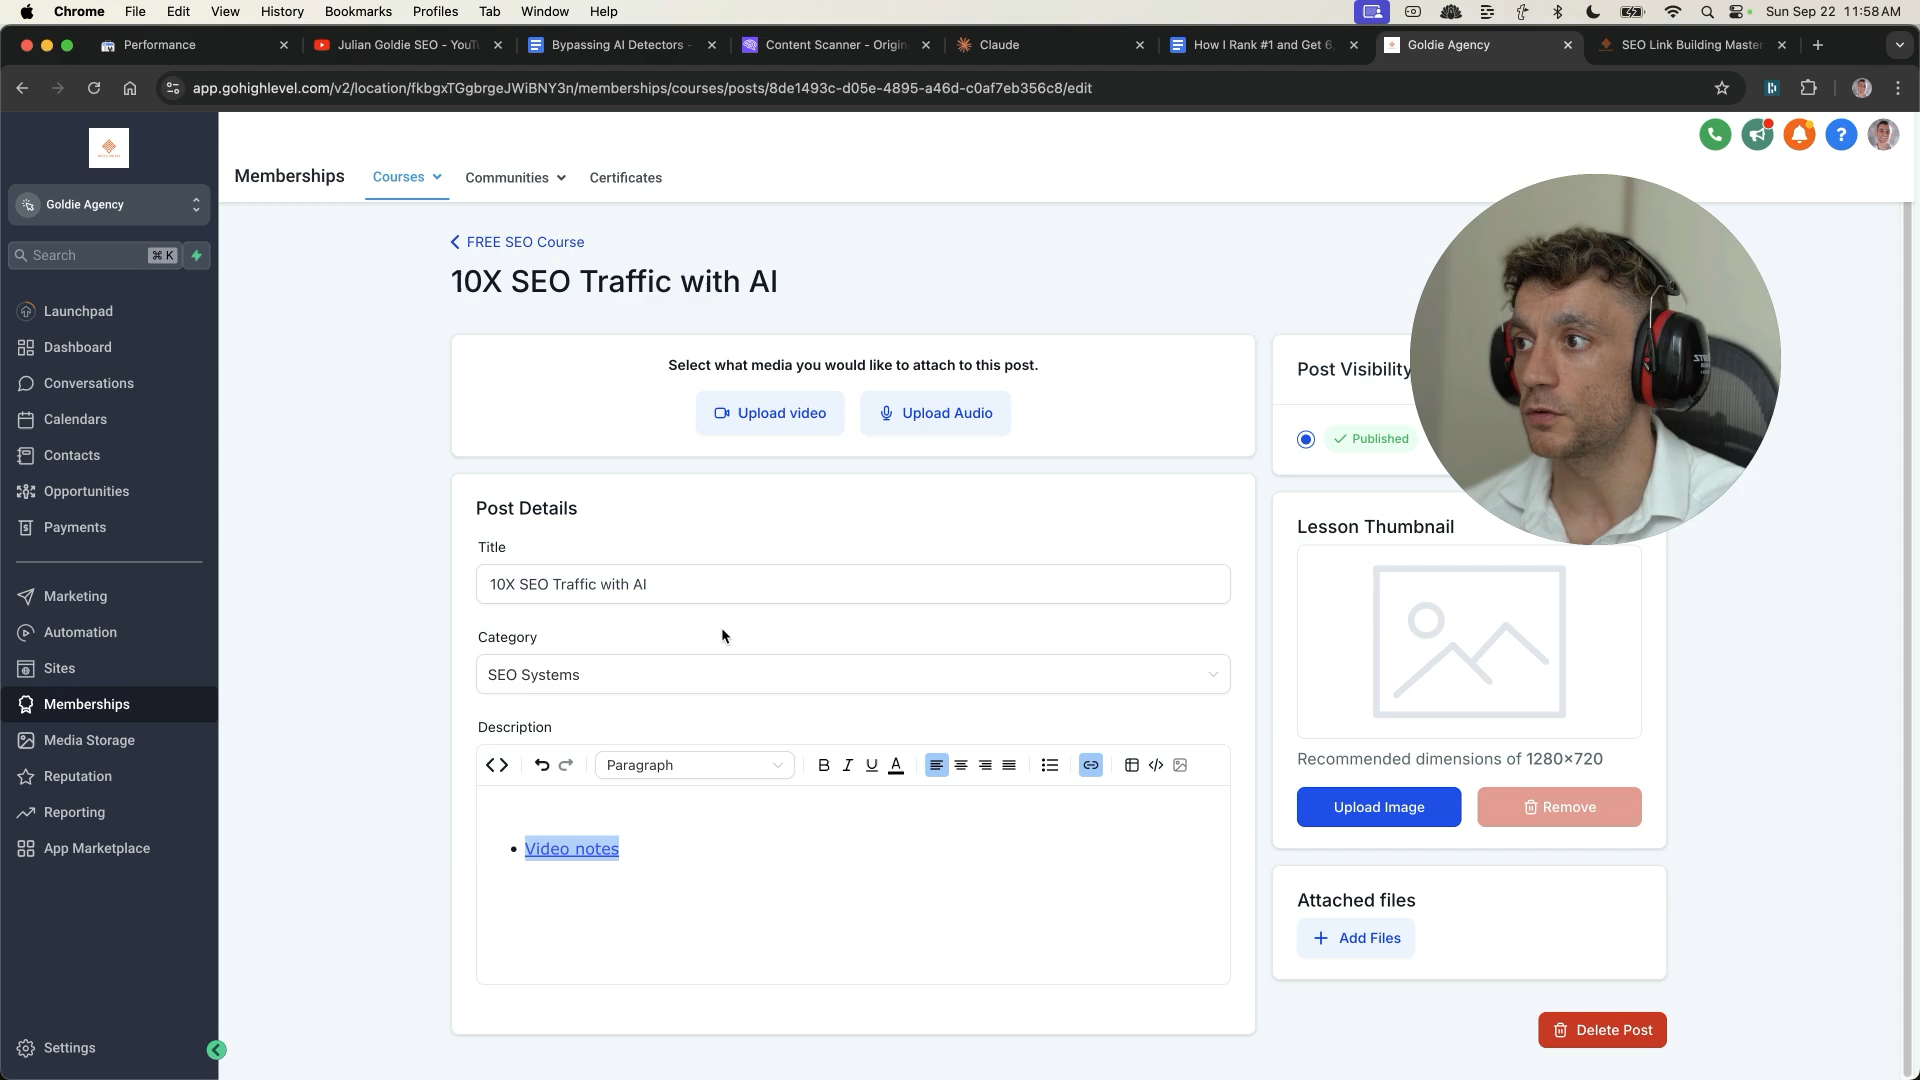 Chrome File Edit View History Bookmarks Profiles Tab Window Help
Sun Sep 22 11:58 AM
Performance
Julian Goldie SEO - YouT
Bypassing AI Detectors -
Content Scanner - Origin
Claude
How I Rank #1 and Get 6,
Goldie Agency
SEO Link Building Master
app.gohighlevel.com/v2/location/fkbgxTGgbrgeJWiBNY3n/memberships/courses/posts/8de1493c-d05e-4895-a46d-c0af7eb356c8/edit
Goldie Agency
Search ⌘ K
Launchpad
Dashboard
Conversations
Calendars
Contacts
Opportunities
Payments
Marketing
Automation
Sites
Memberships
Media Storage
Reputation
Reporting
App Marketplace
Settings
Memberships
Courses
Communities
Certificates
FREE SEO Course
10X SEO Traffic with AI
Select what media you would like to attach to this post.
Upload video
Upload Audio
Post Details
Title
10X SEO Traffic with AI
Category
SEO Systems
Description
Paragraph
B I U A
• Video notes
Post Visibility
Published
Lesson Thumbnail
Recommended dimensions of 1280x720
Upload Image
Remove
Attached files
+ Add Files
Delete Post